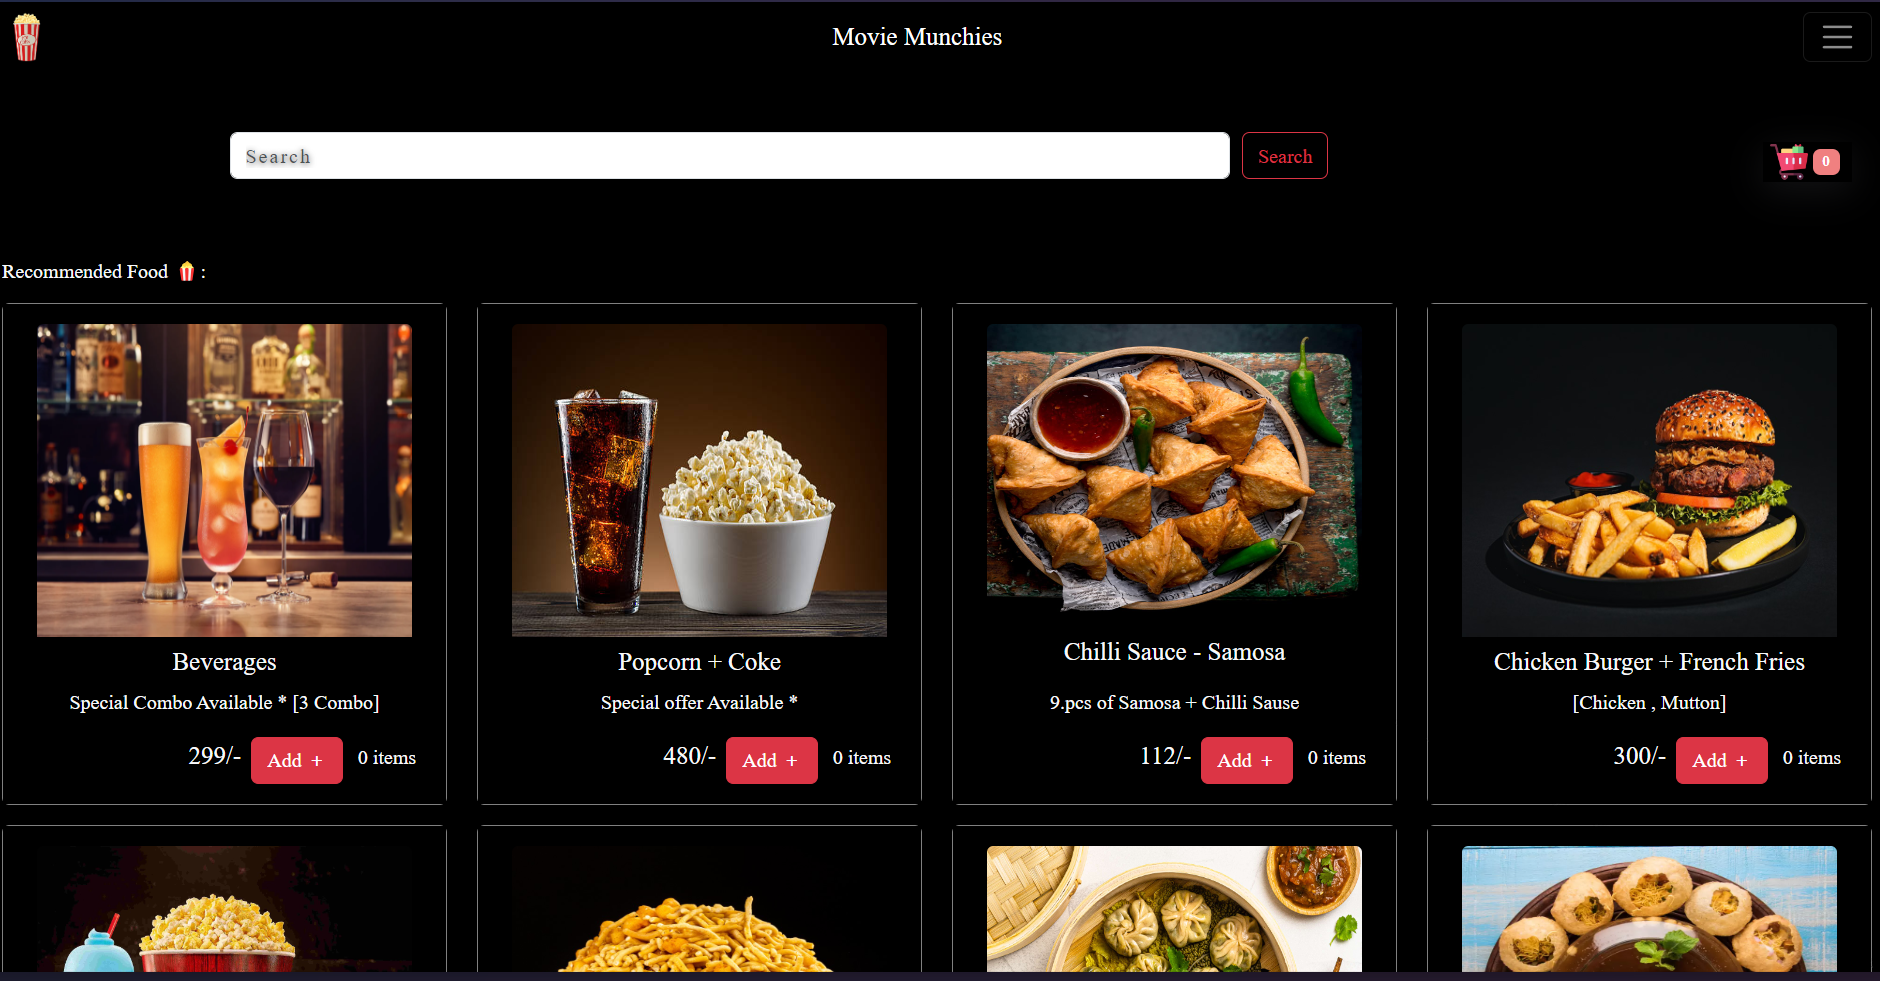 Movie Munchies
Search
Search
0
Recommended Food :
Beverages
Special Combo Available * [3 Combo]
299/-
Add +
0 items
Popcorn + Coke
Special offer Available *
480/-
Add +
0 items
Chilli Sauce - Samosa
9.pcs of Samosa + Chilli Sause
112/-
Add +
0 items
Chicken Burger + French Fries
[Chicken , Mutton]
300/-
Add +
0 items